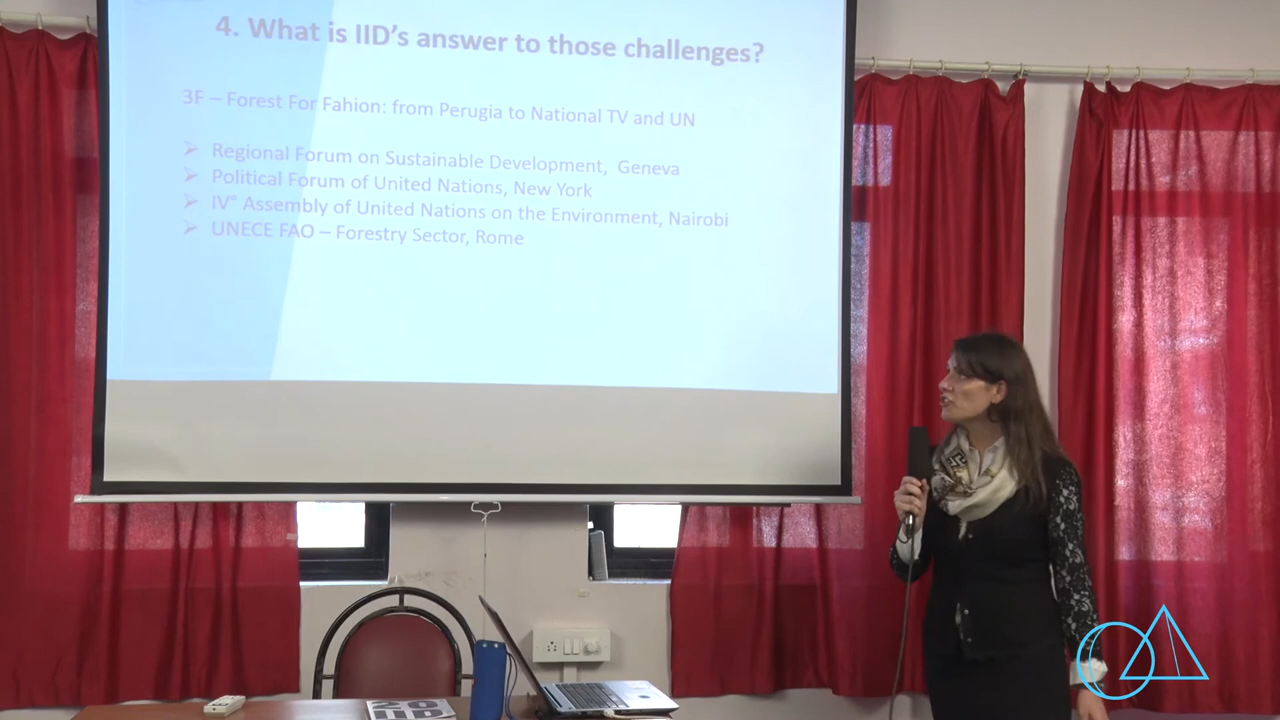 4. What is IID's answer to those challenges?
3F – Forest For Fahion: from Perugia to National TV and UN
➢ Regional Forum on Sustainable Development, Geneva
➢ Political Forum of United Nations, New York
➢ IV° Assembly of United Nations on the Environment, Nairobi
➢ UNECE FAO – Forestry Sector, Rome
20
IID